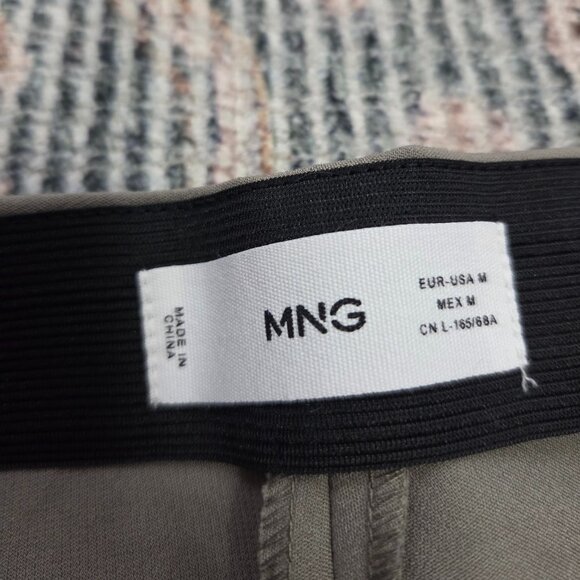 MADE IN
CHINA
MNG
EUR-USA M
MEX M
CN L-165/68A